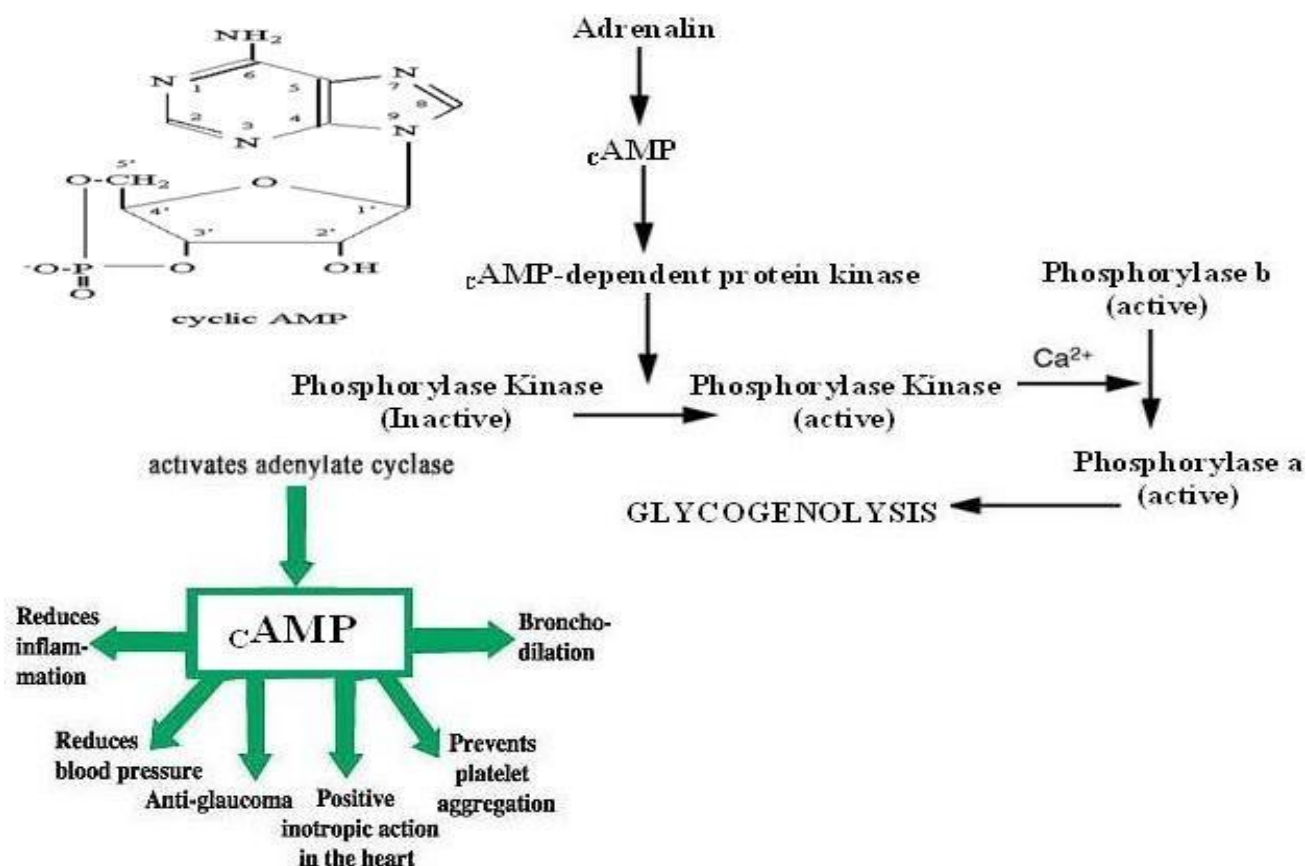 NH2
6
N
1
5
N
7
8
2
3
4
9
N
N
5'
O-CH2
O
4'
1'
3'
2'
-O-P
O
OH
O
cyclic AMP
Adrenalin
cAMP
cAMP-dependent protein kinase
Phosphorylase b
(active)
Ca2+
Phosphorylase Kinase
(Inactive)
Phosphorylase Kinase
(active)
Phosphorylase a
(active)
GLYCOGENOLYSIS
activates adenylate cyclase
cAMP
Reduces
inflam-
mation
Broncho-
dilation
Reduces
blood pressure
Anti-glaucoma
Positive
inotropic action
in the heart
Prevents
platelet
aggregation